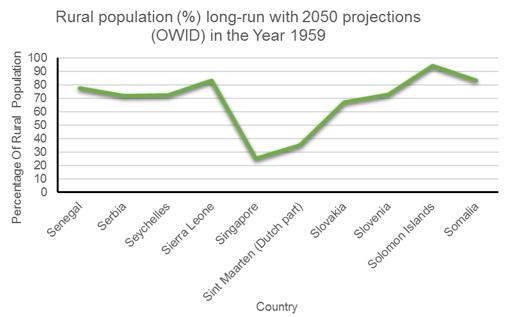 Rural population (%) long-run with 2050 projections
(OWID) in the Year 1959
Percentage Of Rural Population
100
90
80
70
60
50
40
30
20
10
0
Senegal
Serbia
Seychelles
Sierra Leone
Singapore
Sint Maarten (Dutch part)
Slovakia
Slovenia
Solomon Islands
Somalia
Country